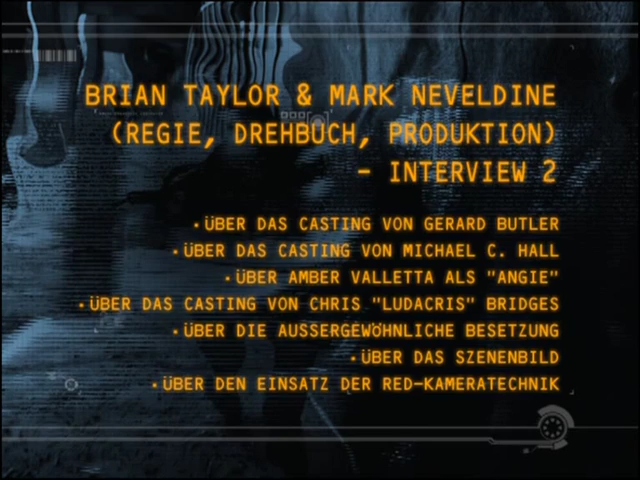 BRIAN TAYLOR & MARK NEVELDINE
(REGIE, DREHBUCH, PRODUKTION)
- INTERVIEW 2
·ÜBER DAS CASTING VON GERARD BUTLER
·ÜBER DAS CASTING VON MICHAEL C. HALL
·ÜBER AMBER VALLETTA ALS "ANGIE"
·ÜBER DAS CASTING VON CHRIS "LUDACRIS" BRIDGES
·ÜBER DIE AUSSERGEWÖHNLICHE BESETZUNG
·ÜBER DAS SZENENBILD
·ÜBER DEN EINSATZ DER RED-KAMERATECHNIK